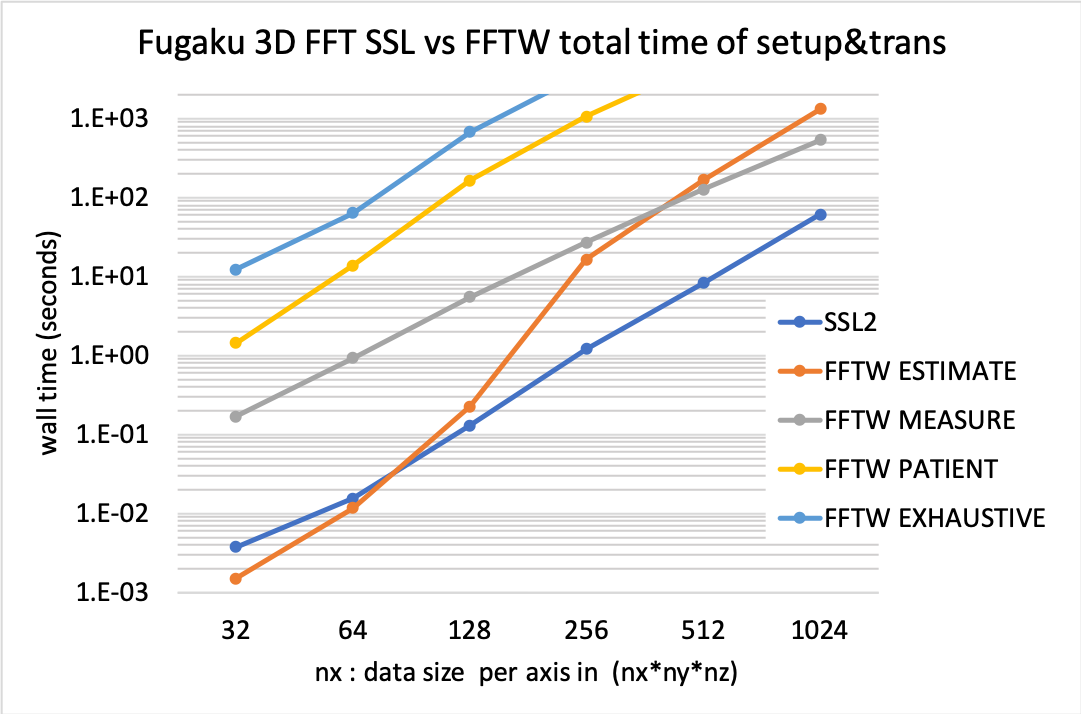 Fugaku 3D FFT SSL vs FFTW total time of setup&trans
1.E+03
1.E+02
1.E+01
1.E+00
1.E-01
1.E-02
1.E-03
wall time (seconds)
32 64 128 256 512 1024
nx : data size per axis in (nx*ny*nz)
SSL2
FFTW ESTIMATE
FFTW MEASURE
FFTW PATIENT
FFTW EXHAUSTIVE